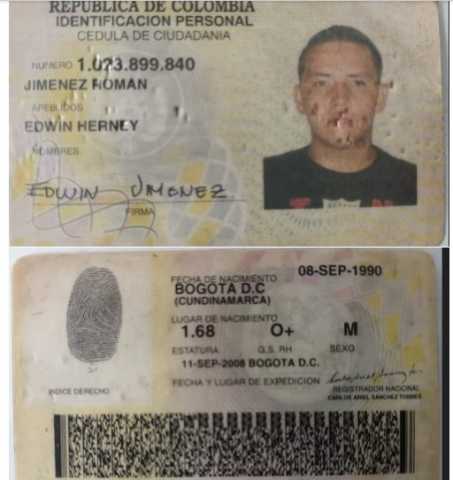 REPUBLICA DE COLOMBIA
IDENTIFICACION PERSONAL
CEDULA DE CIUDADANIA
NUMERO 1.023.899.840
JIMENEZ ROMAN
APELLIDOS
EDWIN HERNEY
NOMBRES
EDWIN JIMENEZ
FIRMA
FECHA DE NACIMIENTO 08-SEP-1990
BOGOTA D.C
(CUNDINAMARCA)
LUGAR DE NACIMIENTO
1.68 O+ M
ESTATURA G.S. RH SEXO
11-SEP-2008 BOGOTA D.C.
FECHA Y LUGAR DE EXPEDICION
INDICE DERECHO
REGISTRADOR NACIONAL
CARLOS ARIEL SANCHEZ TORRES